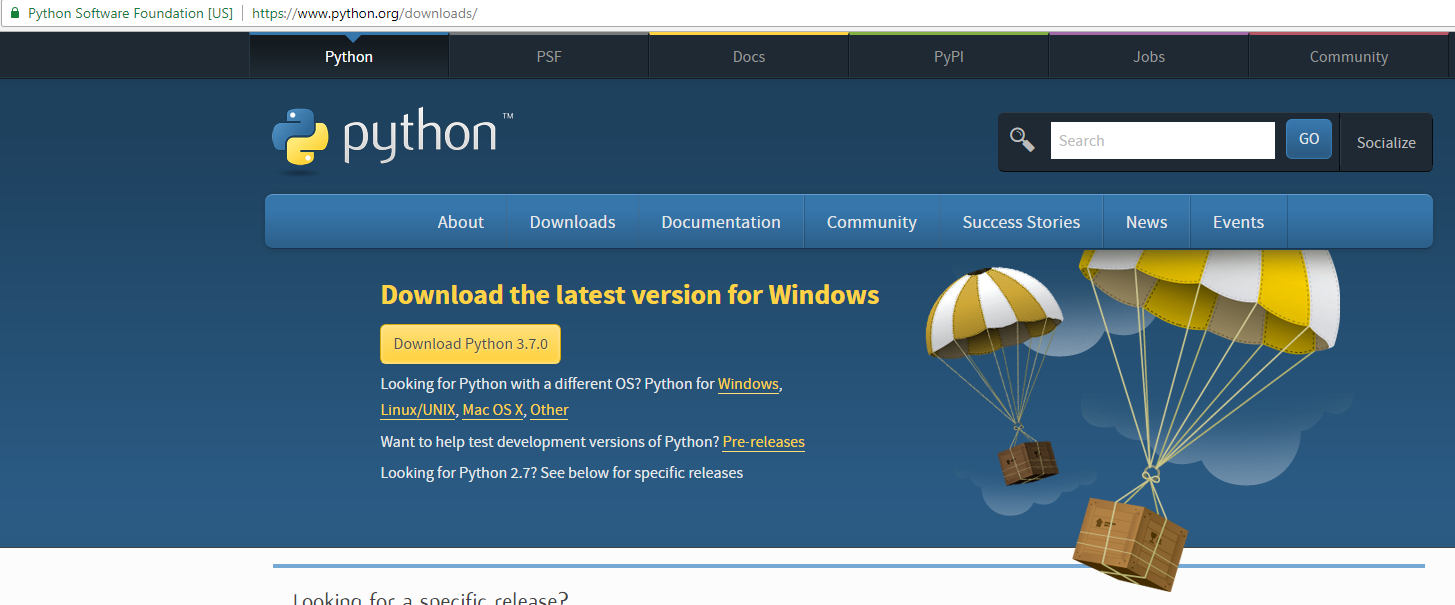 Python Software Foundation [US] https://www.python.org/downloads/
Python PSF Docs PyPI Jobs Community
python™
Search GO Socialize
About Downloads Documentation Community Success Stories News Events
Download the latest version for Windows
Download Python 3.7.0
Looking for Python with a different OS? Python for Windows,
Linux/UNIX, Mac OS X, Other
Want to help test development versions of Python? Pre-releases
Looking for Python 2.7? See below for specific releases
Looking for a specific release?